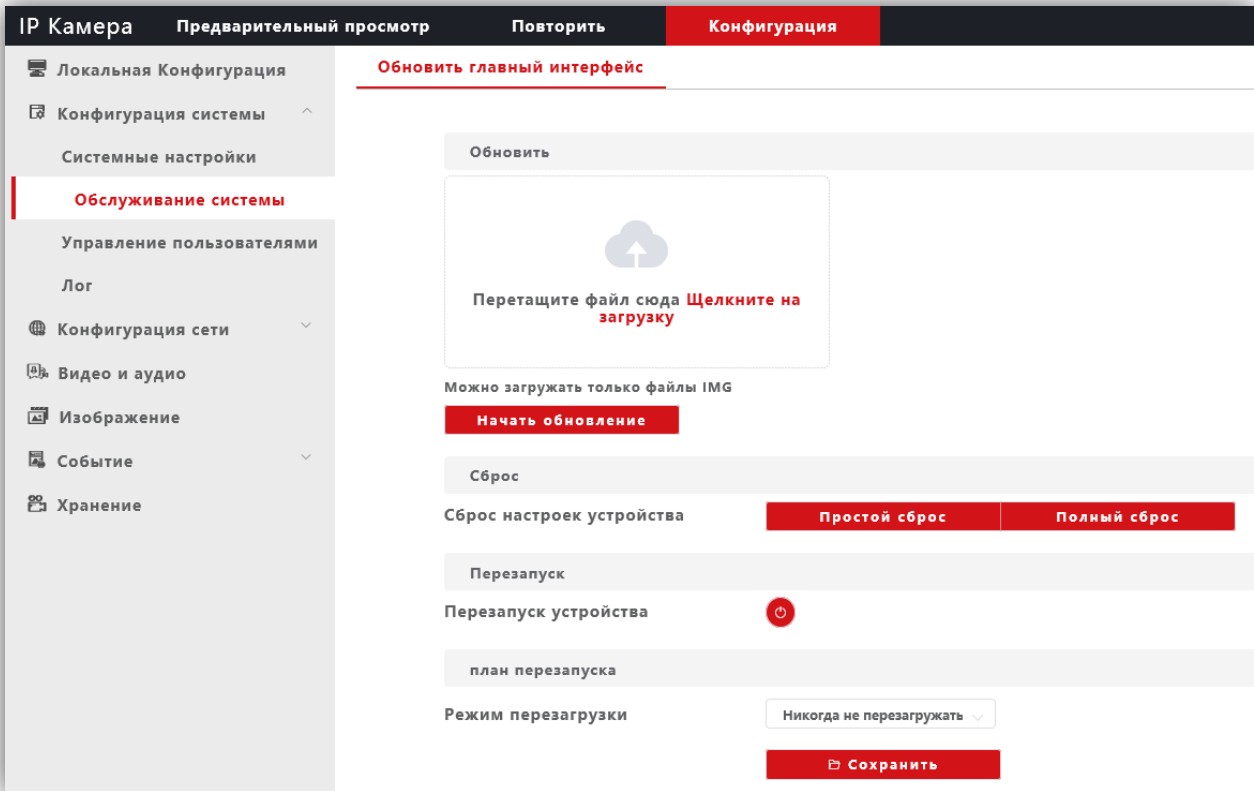 IP Камера Предварительный просмотр Повторить Конфигурация
Локальная Конфигурация
Конфигурация системы
Системные настройки
Обслуживание системы
Управление пользователями
Лог
Конфигурация сети
Видео и аудио
Изображение
Событие
Хранение
Обновить главный интерфейс
Обновить
Перетащите файл сюда Щелкните на
загрузку
Можно загружать только файлы IMG
Начать обновление
Сброс
Сброс настроек устройства Простой сброс Полный сброс
Перезапуск
Перезапуск устройства
план перезапуска
Режим перезагрузки Никогда не перезагружать
Сохранить